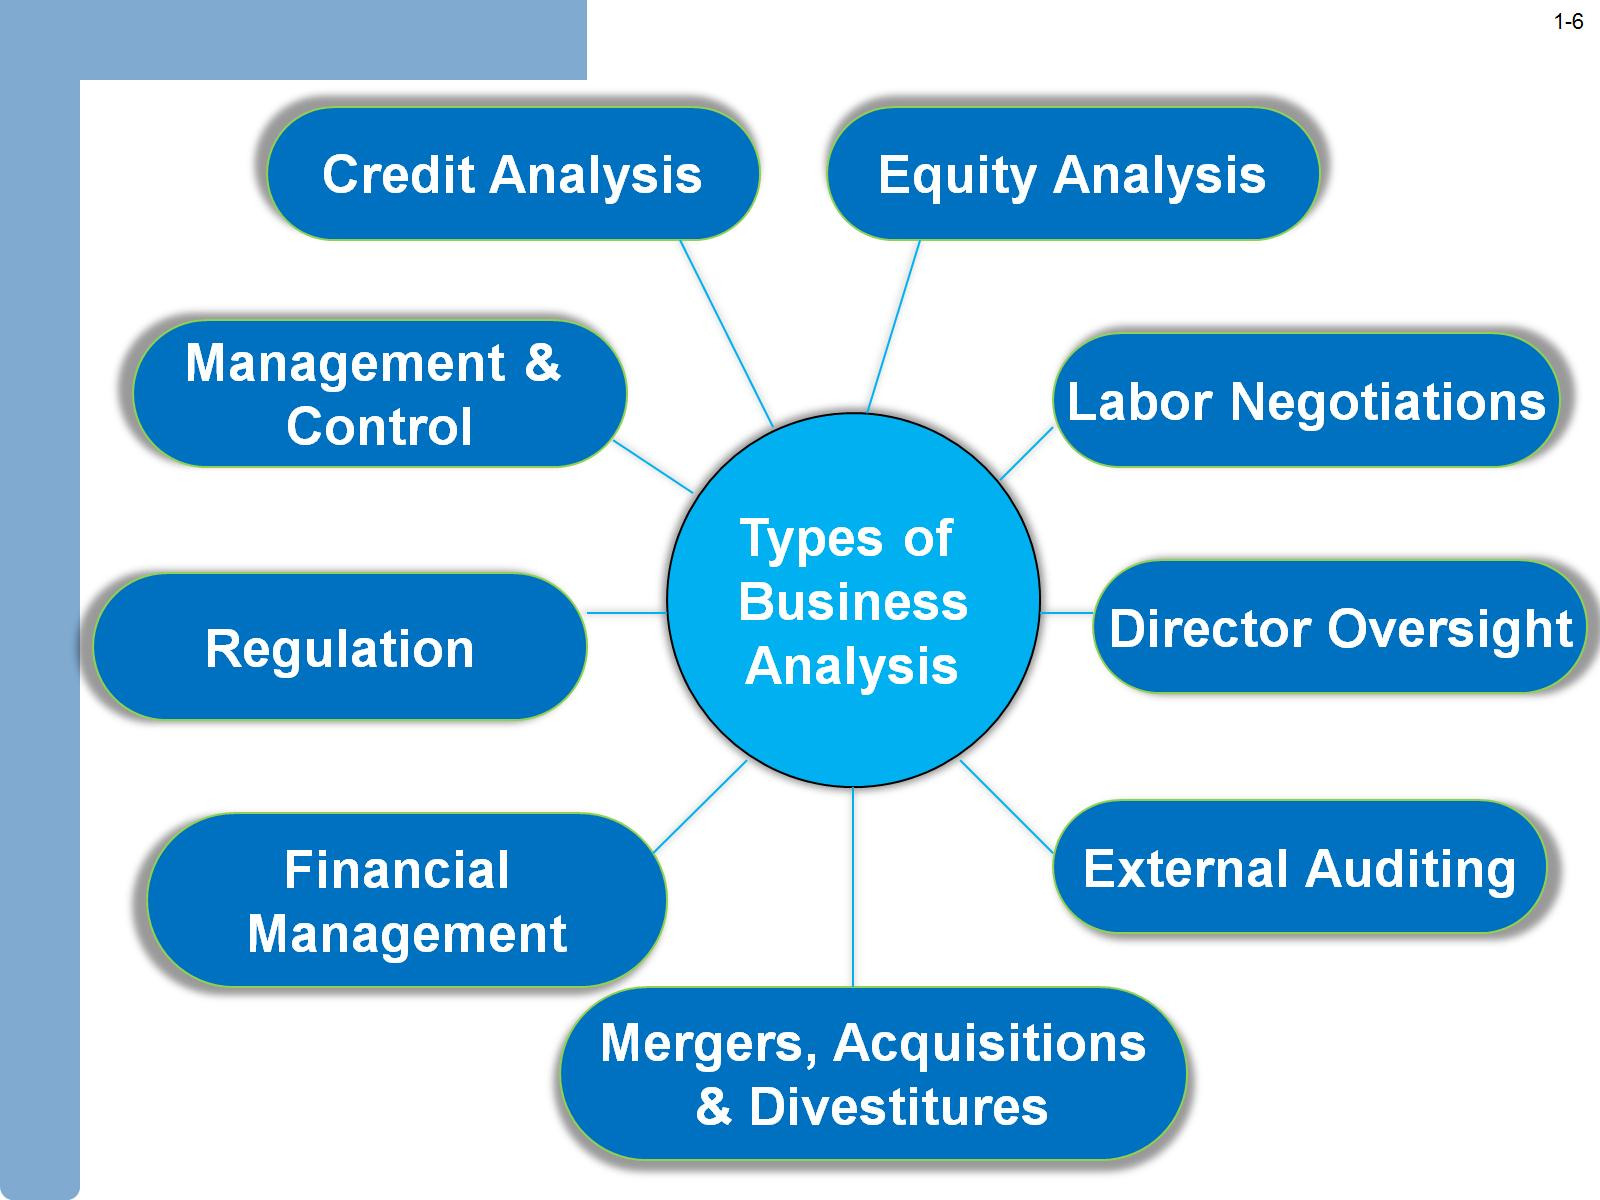 1-6
Credit Analysis
Equity Analysis
Management &
Control
Labor Negotiations
Types of
Business
Analysis
Regulation
Director Oversight
Financial
Management
External Auditing
Mergers, Acquisitions
& Divestitures